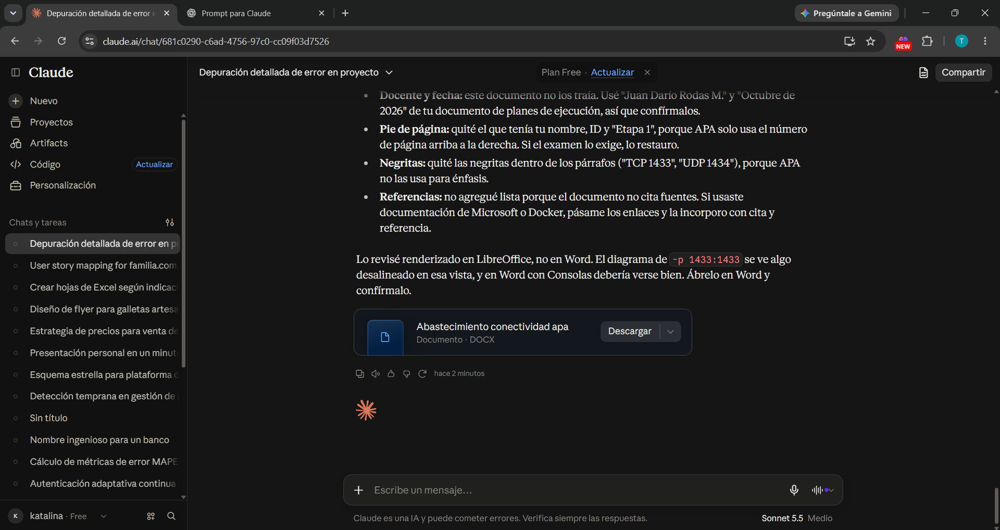 Depuración detallada de error e
Prompt para Claude
Pregúntale a Gemini
claude.ai/chat/681c0290-c6ad-4756-97c0-cc09f03d7526
NEW
T
Claude
Nuevo
Proyectos
Artifacts
Código
Actualizar
Personalización
Chats y tareas
Depuración detallada de error en p
User story mapping for familia.com
Crear hojas de Excel según indicac
Diseño de flyer para galletas artesa
Estrategia de precios para venta de
Presentación personal en un minut
Esquema estrella para plataforma d
Detección temprana en gestión de
Sin título
Nombre ingenioso para un banco
Cálculo de métricas de error MAPE
Autenticación adaptativa continua
K
katalina · Free
Depuración detallada de error en proyecto
Plan Free · Actualizar
Compartir
• Docente y fecha: este documento no los traía. Usé "Juan Darío Rodas M." y "Octubre de
2026" de tu documento de planes de ejecución, así que confírmalos.
• Pie de página: quité el que tenía tu nombre, ID y "Etapa 1", porque APA solo usa el número
de página arriba a la derecha. Si el examen lo exige, lo restauro.
• Negritas: quité las negritas dentro de los párrafos ("TCP 1433", "UDP 1434"), porque APA
no las usa para énfasis.
• Referencias: no agregué lista porque el documento no cita fuentes. Si usaste
documentación de Microsoft o Docker, pásame los enlaces y la incorporo con cita y
referencia.
Lo revisé renderizado en LibreOffice, no en Word. El diagrama de -p 1433:1433 se ve algo
desalineado en esa vista, y en Word con Consolas debería verse bien. Ábrelo en Word y
confírmalo.
Abastecimiento conectividad apa
Documento · DOCX
Descargar
hace 2 minutos
Escribe un mensaje...
Claude es una IA y puede cometer errores. Verifica siempre las respuestas.
Sonnet 5.5 Medio